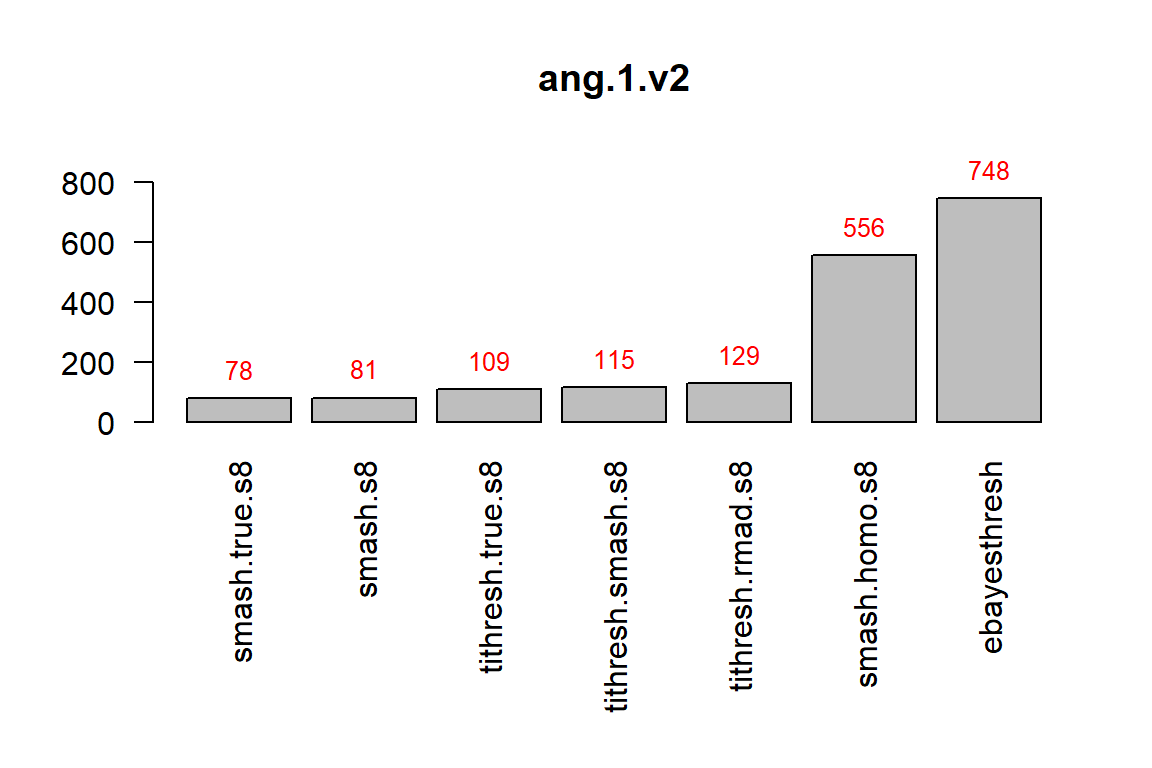 ang.1.v2
800
600
400
200
0
78
81
109
115
129
556
748
smash.true.s8
smash.s8
tithresh.true.s8
tithresh.smash.s8
tithresh.rmad.s8
smash.homo.s8
ebayesthresh